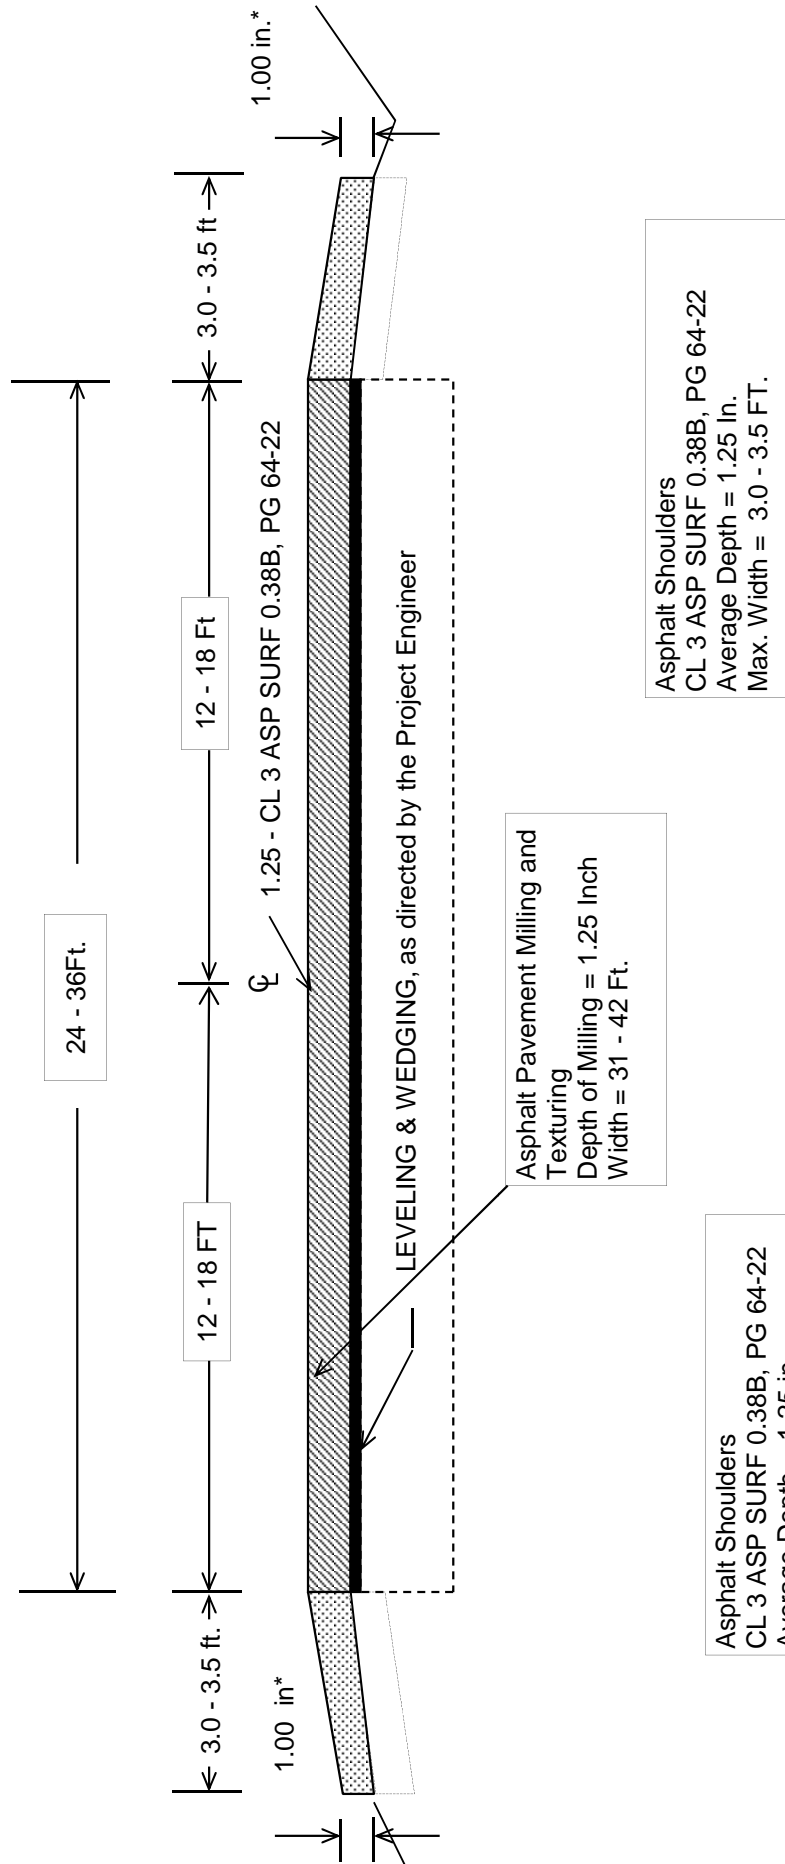 24 - 36Ft.
12 - 18 FT
12 - 18 Ft
3.0 - 3.5 ft.
3.0 - 3.5 ft
1.00 in*
1.00 in.*
℄
1.25 - CL 3 ASP SURF 0.38B, PG 64-22
LEVELING & WEDGING, as directed by the Project Engineer
Asphalt Pavement Milling and
Texturing
Depth of Milling = 1.25 Inch
Width = 31 - 42 Ft.
Asphalt Shoulders
CL 3 ASP SURF 0.38B, PG 64-22
Average Depth = 1.25 In.
Max. Width = 3.0 - 3.5 FT.
Asphalt Shoulders
CL 3 ASP SURF 0.38B, PG 64-22
Average Depth